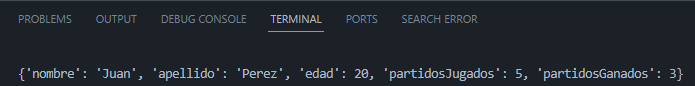 PROBLEMS OUTPUT DEBUG CONSOLE TERMINAL PORTS SEARCH ERROR
{'nombre': 'Juan', 'apellido': 'Perez', 'edad': 20, 'partidosJugados': 5, 'partidosGanados': 3}